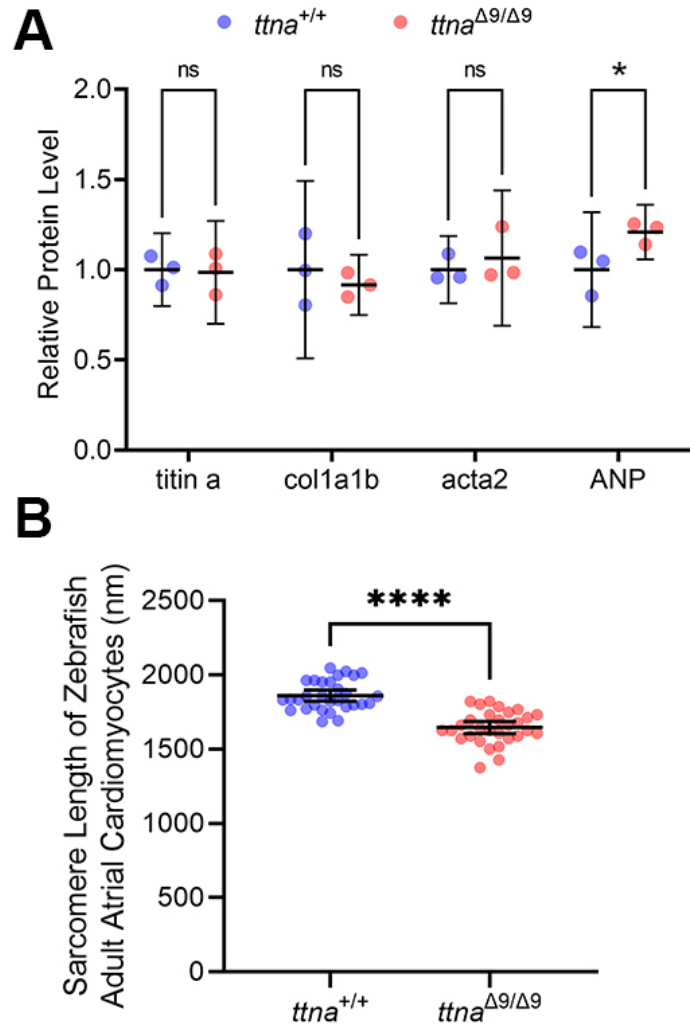 A
ttna+/+ ttnaΔ9/Δ9
ns ns ns *
Relative Protein Level
2.0
1.5
1.0
0.5
0.0
titin a col1a1b acta2 ANP
B
Sarcomere Length of Zebrafish
Adult Atrial Cardiomyocytes (nm)
****
2500
2000
1500
1000
500
0
ttna+/+ ttnaΔ9/Δ9